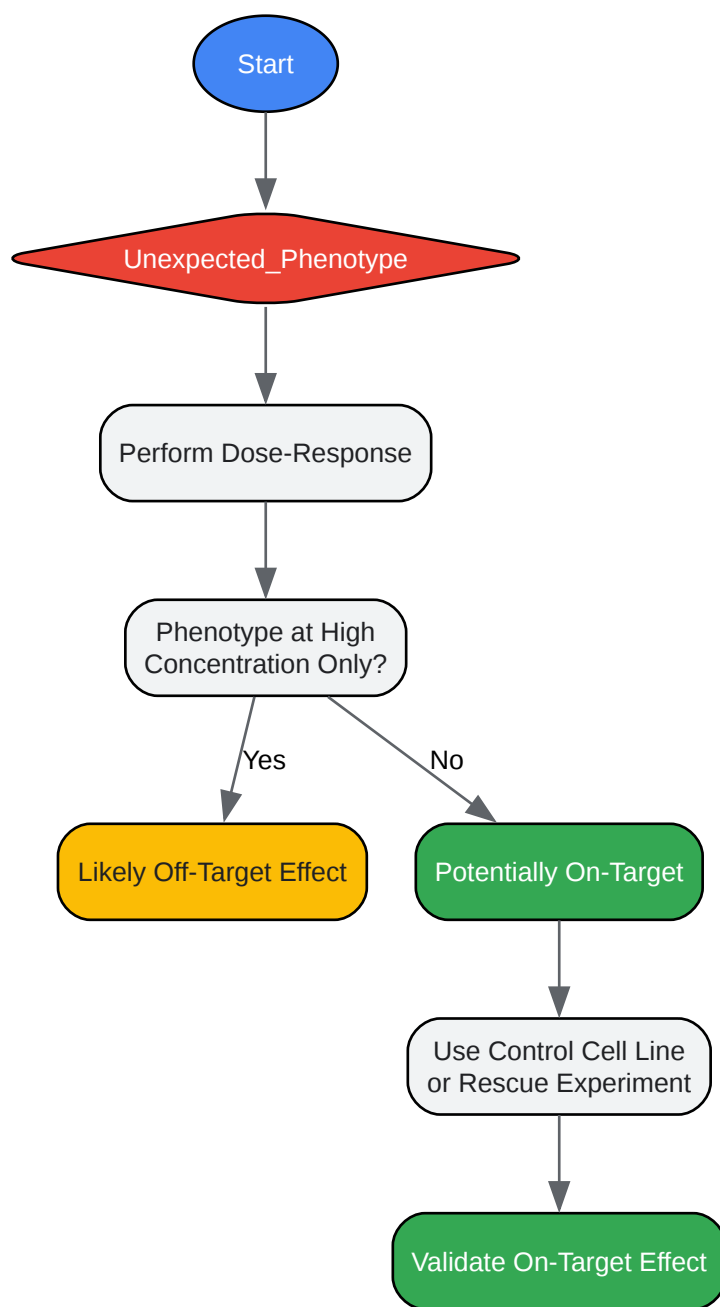 Start
Unexpected_Phenotype
Perform Dose-Response
Phenotype at High
Concentration Only?
Yes
No
Likely Off-Target Effect
Potentially On-Target
Use Control Cell Line
or Rescue Experiment
Validate On-Target Effect